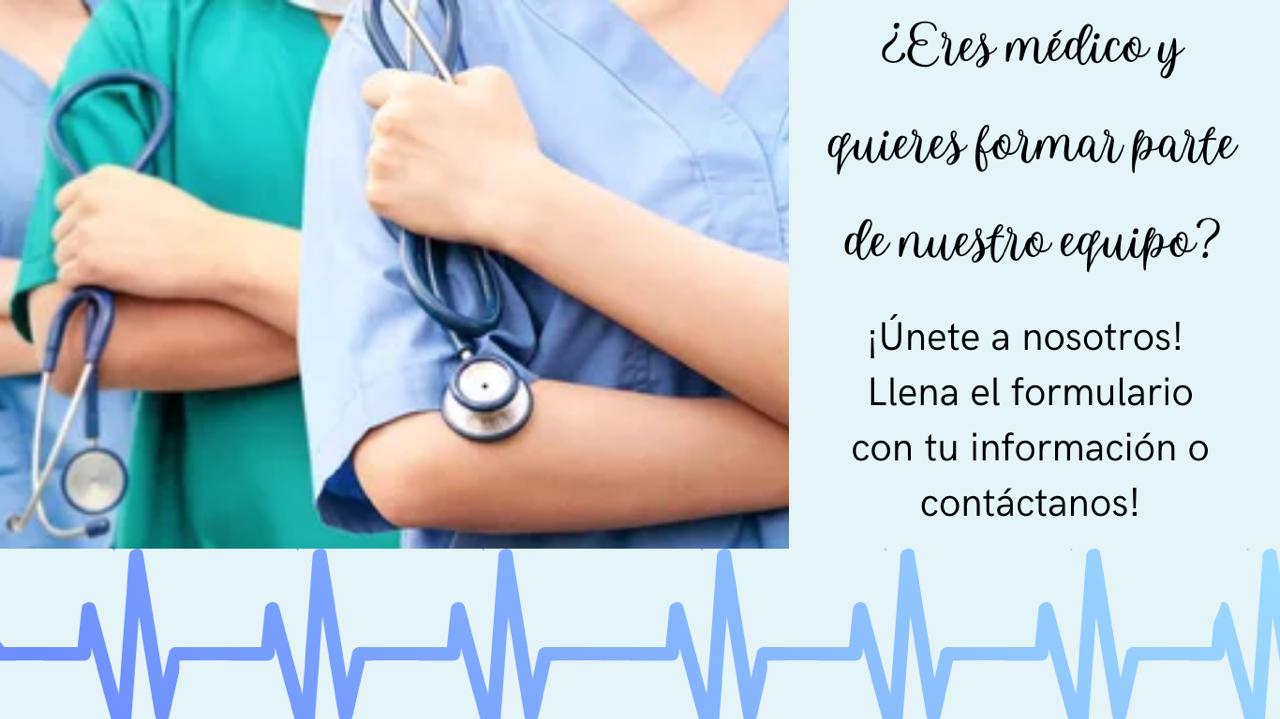 ¿Eres médico y
quieres formar parte
de nuestro equipo?
¡Únete a nosotros!
Llena el formulario
con tu información o
contáctanos!